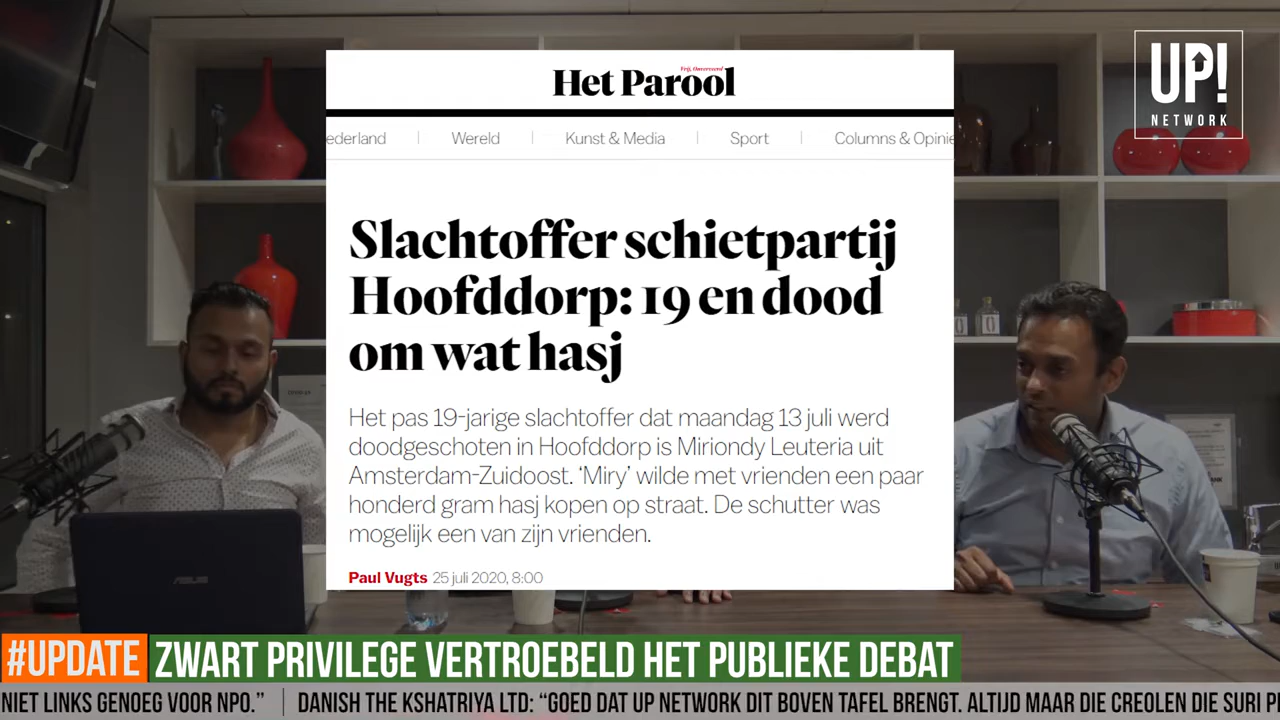 Vrij, Onverveerd
Het Parool
UP!
NETWORK
ederland | Wereld | Kunst & Media | Sport | Columns & Opinie
Slachtoffer schietpartij
Hoofddorp: 19 en dood
om wat hasj
Het pas 19-jarige slachtoffer dat maandag 13 juli werd
doodgeschoten in Hoofddorp is Miriondy Leuteria uit
Amsterdam-Zuidoost. ‘Miry’ wilde met vrienden een paar
honderd gram hasj kopen op straat. De schutter was
mogelijk een van zijn vrienden.
Paul Vugts 25 juli 2020, 8:00
ASUS
#UPDATE ZWART PRIVILEGE VERTROEBELD HET PUBLIEKE DEBAT
NIET LINKS GENOEG VOOR NPO.” | DANISH THE KSHATRIYA LTD: “GOED DAT UP NETWORK DIT BOVEN TAFEL BRENGT. ALTIJD MAAR DIE CREOLEN DIE SURI P